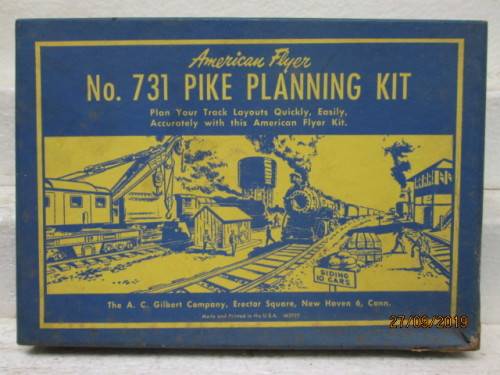 American Flyer
No. 731 PIKE PLANNING KIT
Plan Your Track Layouts Quickly, Easily,
Accurately with this American Flyer Kit.
SIDING
10 CARS
The A. C. Gilbert Company, Erector Square, New Haven 6, Conn.
Made and Printed in the U.S.A.
27/09/2019